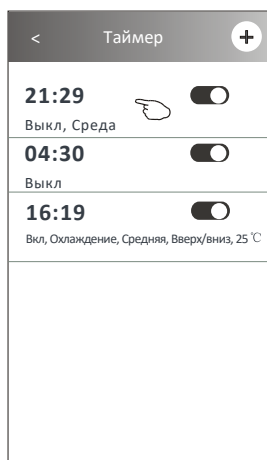 < Таймер +
21:29
Выкл, Среда
04:30
Выкл
16:19
Вкл, Охлаждение, Средняя, Вверх/вниз, 25 ℃